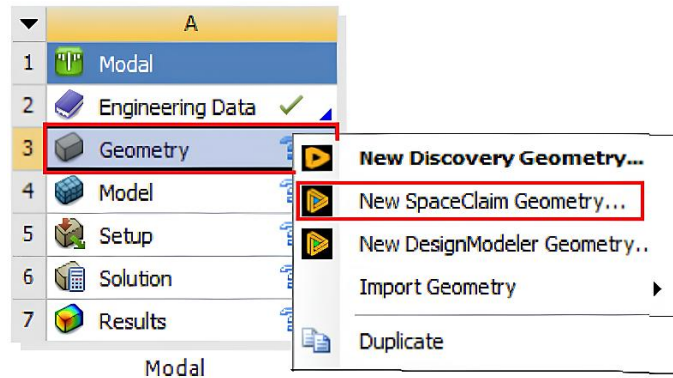 A
1 Modal
2 Engineering Data
3 Geometry
4 Model
5 Setup
6 Solution
7 Results
Modal
New Discovery Geometry...
New SpaceClaim Geometry...
New DesignModeler Geometry..
Import Geometry
Duplicate